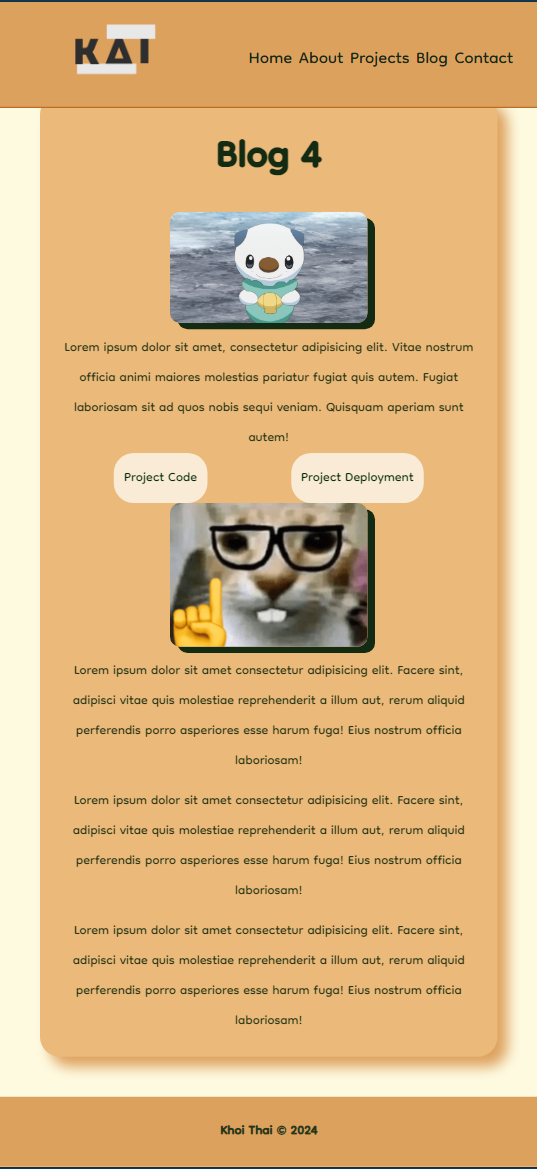 KAI
Home About Projects Blog Contact
Blog 4
Lorem ipsum dolor sit amet, consectetur adipisicing elit. Vitae nostrum
officia animi maiores molestias pariatur fugiat quis autem. Fugiat
laboriosam sit ad quos nobis sequi veniam. Quisquam aperiam sunt
autem!
Project Code
Project Deployment
Lorem ipsum dolor sit amet consectetur adipisicing elit. Facere sint,
adipisci vitae quis molestiae reprehenderit a illum aut, rerum aliquid
perferendis porro asperiores esse harum fuga! Eius nostrum officia
laboriosam!
Lorem ipsum dolor sit amet consectetur adipisicing elit. Facere sint,
adipisci vitae quis molestiae reprehenderit a illum aut, rerum aliquid
perferendis porro asperiores esse harum fuga! Eius nostrum officia
laboriosam!
Lorem ipsum dolor sit amet consectetur adipisicing elit. Facere sint,
adipisci vitae quis molestiae reprehenderit a illum aut, rerum aliquid
perferendis porro asperiores esse harum fuga! Eius nostrum officia
laboriosam!
Khoi Thai © 2024